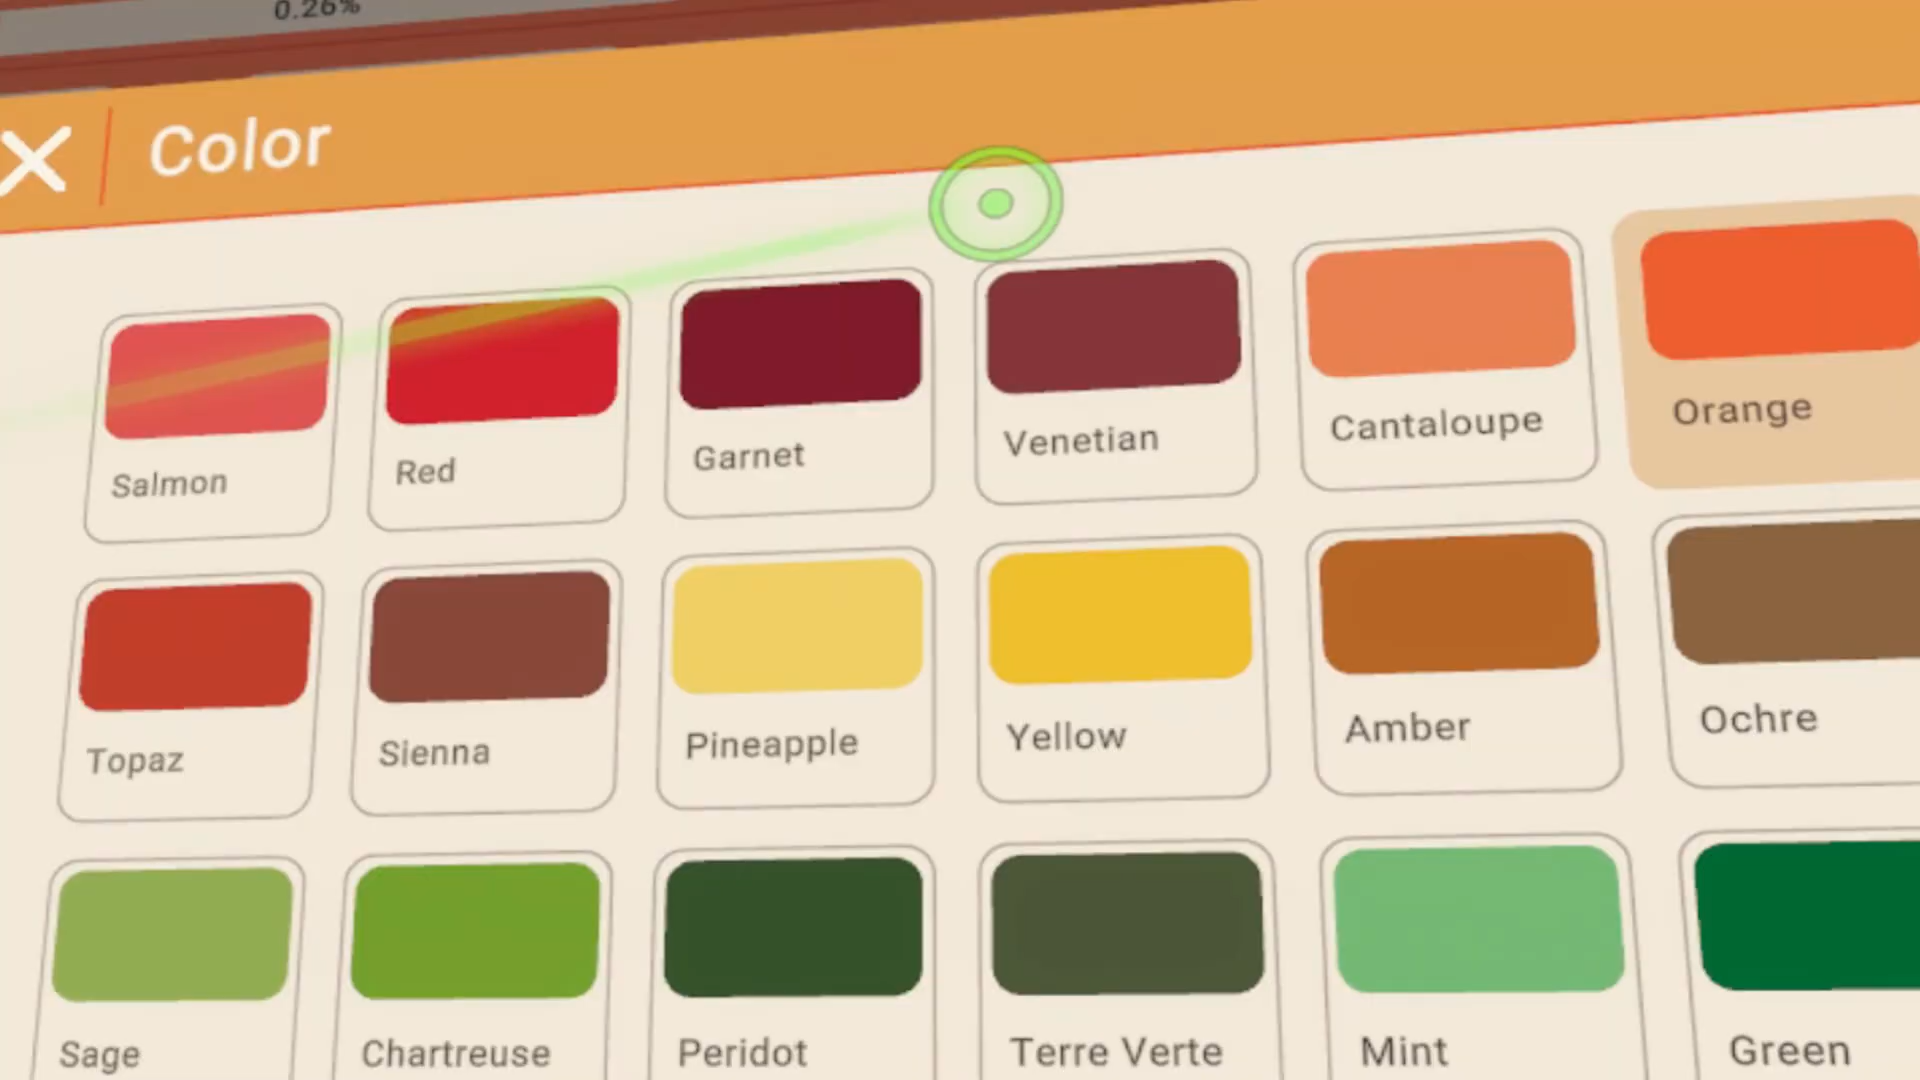 0.26%
Color
Salmon
Red
Garnet
Venetian
Cantaloupe
Orange
Topaz
Sienna
Pineapple
Yellow
Amber
Ochre
Sage
Chartreuse
Peridot
Terre Verte
Mint
Green